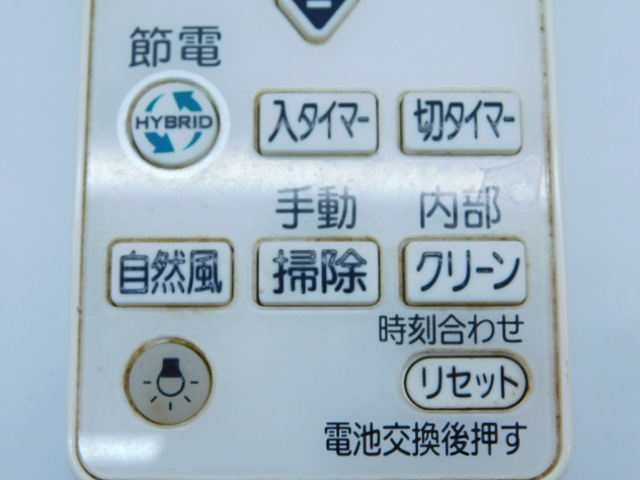 節電
HYBRID
入タイマー
切タイマー
手動
内部
自然風
掃除
クリーン
時刻合わせ
リセット
電池交換後押す